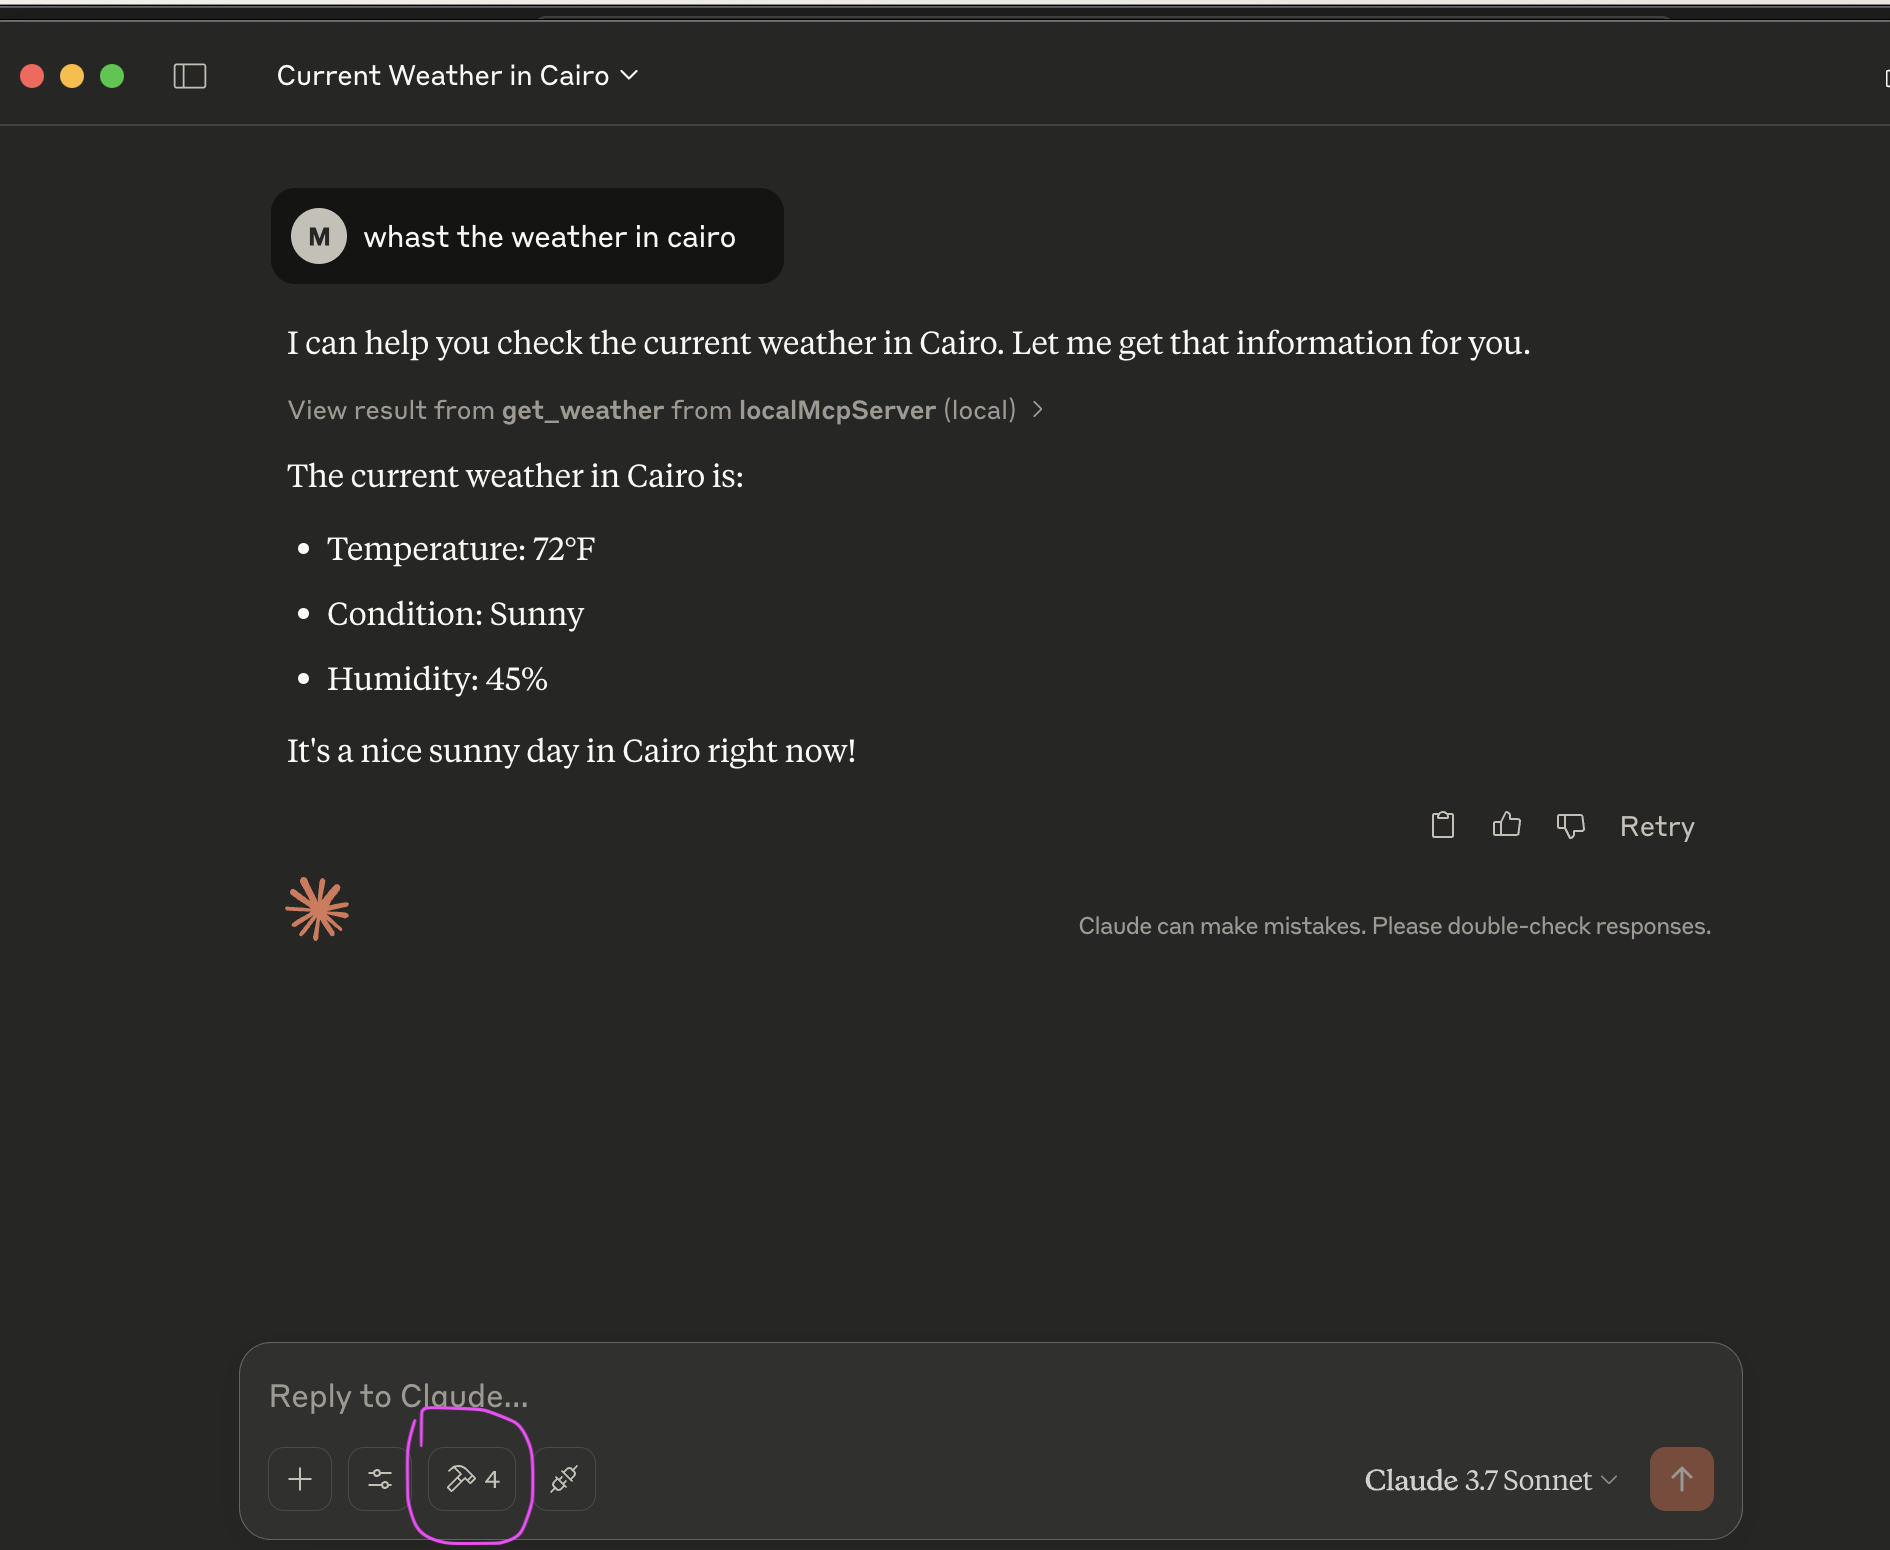 Current Weather in Cairo
M
whast the weather in cairo
I can help you check the current weather in Cairo. Let me get that information for you.
View result from get_weather from localMcpServer (local)
The current weather in Cairo is:
• Temperature: 72°F
• Condition: Sunny
• Humidity: 45%
It's a nice sunny day in Cairo right now!
Retry
Claude can make mistakes. Please double-check responses.
Reply to Claude...
4
Claude 3.7 Sonnet